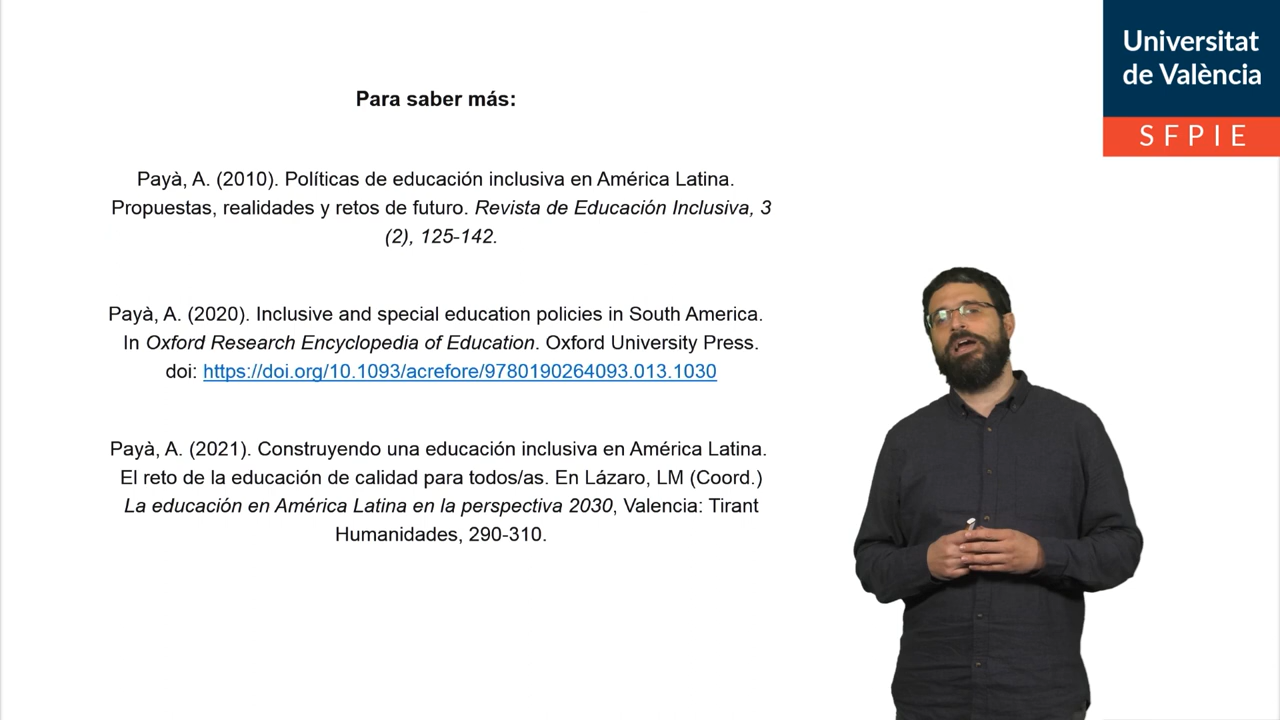 Universitat
de València
SFPIE
Para saber más:
Payà, A. (2010). Políticas de educación inclusiva en América Latina.
Propuestas, realidades y retos de futuro. Revista de Educación Inclusiva, 3
(2), 125-142.
Payà, A. (2020). Inclusive and special education policies in South America.
In Oxford Research Encyclopedia of Education. Oxford University Press.
doi: https://doi.org/10.1093/acrefore/9780190264093.013.1030
Payà, A. (2021). Construyendo una educación inclusiva en América Latina.
El reto de la educación de calidad para todos/as. En Lázaro, LM (Coord.)
La educación en América Latina en la perspectiva 2030, Valencia: Tirant
Humanidades, 290-310.